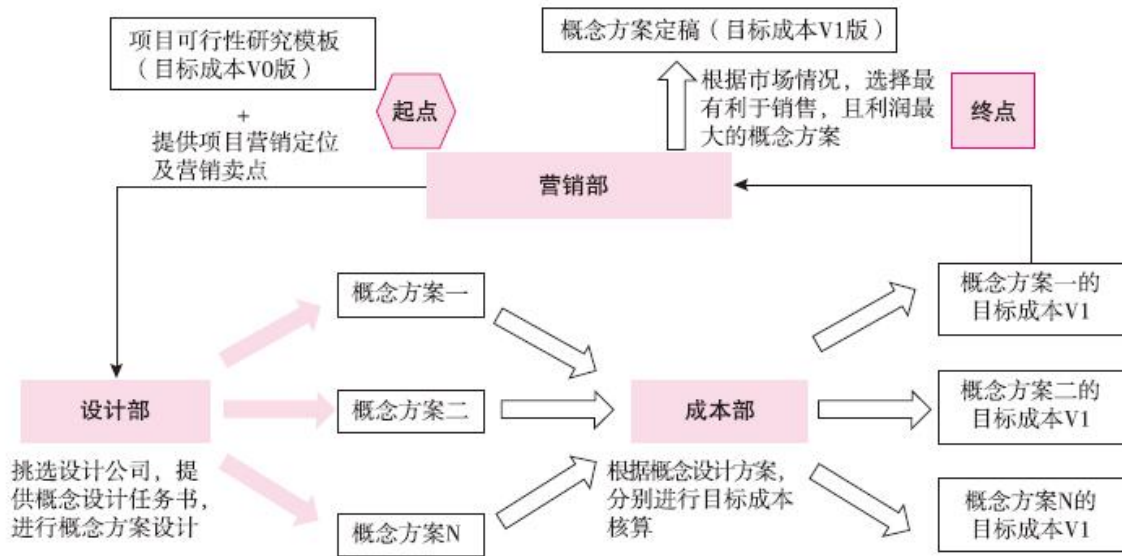 项目可行性研究模板
（目标成本V0版）
+
提供项目营销定位
及营销卖点
起点
概念方案定稿（目标成本V1版）
根据市场情况，选择最
有利于销售，且利润最
大的概念方案
终点
营销部
概念方案一
概念方案二
概念方案N
设计部
挑选设计公司，提
供概念设计任务书，
进行概念方案设计
成本部
根据概念设计方案，
分别进行目标成本
核算
概念方案一的
目标成本V1
概念方案二的
目标成本V1
概念方案N的
目标成本V1